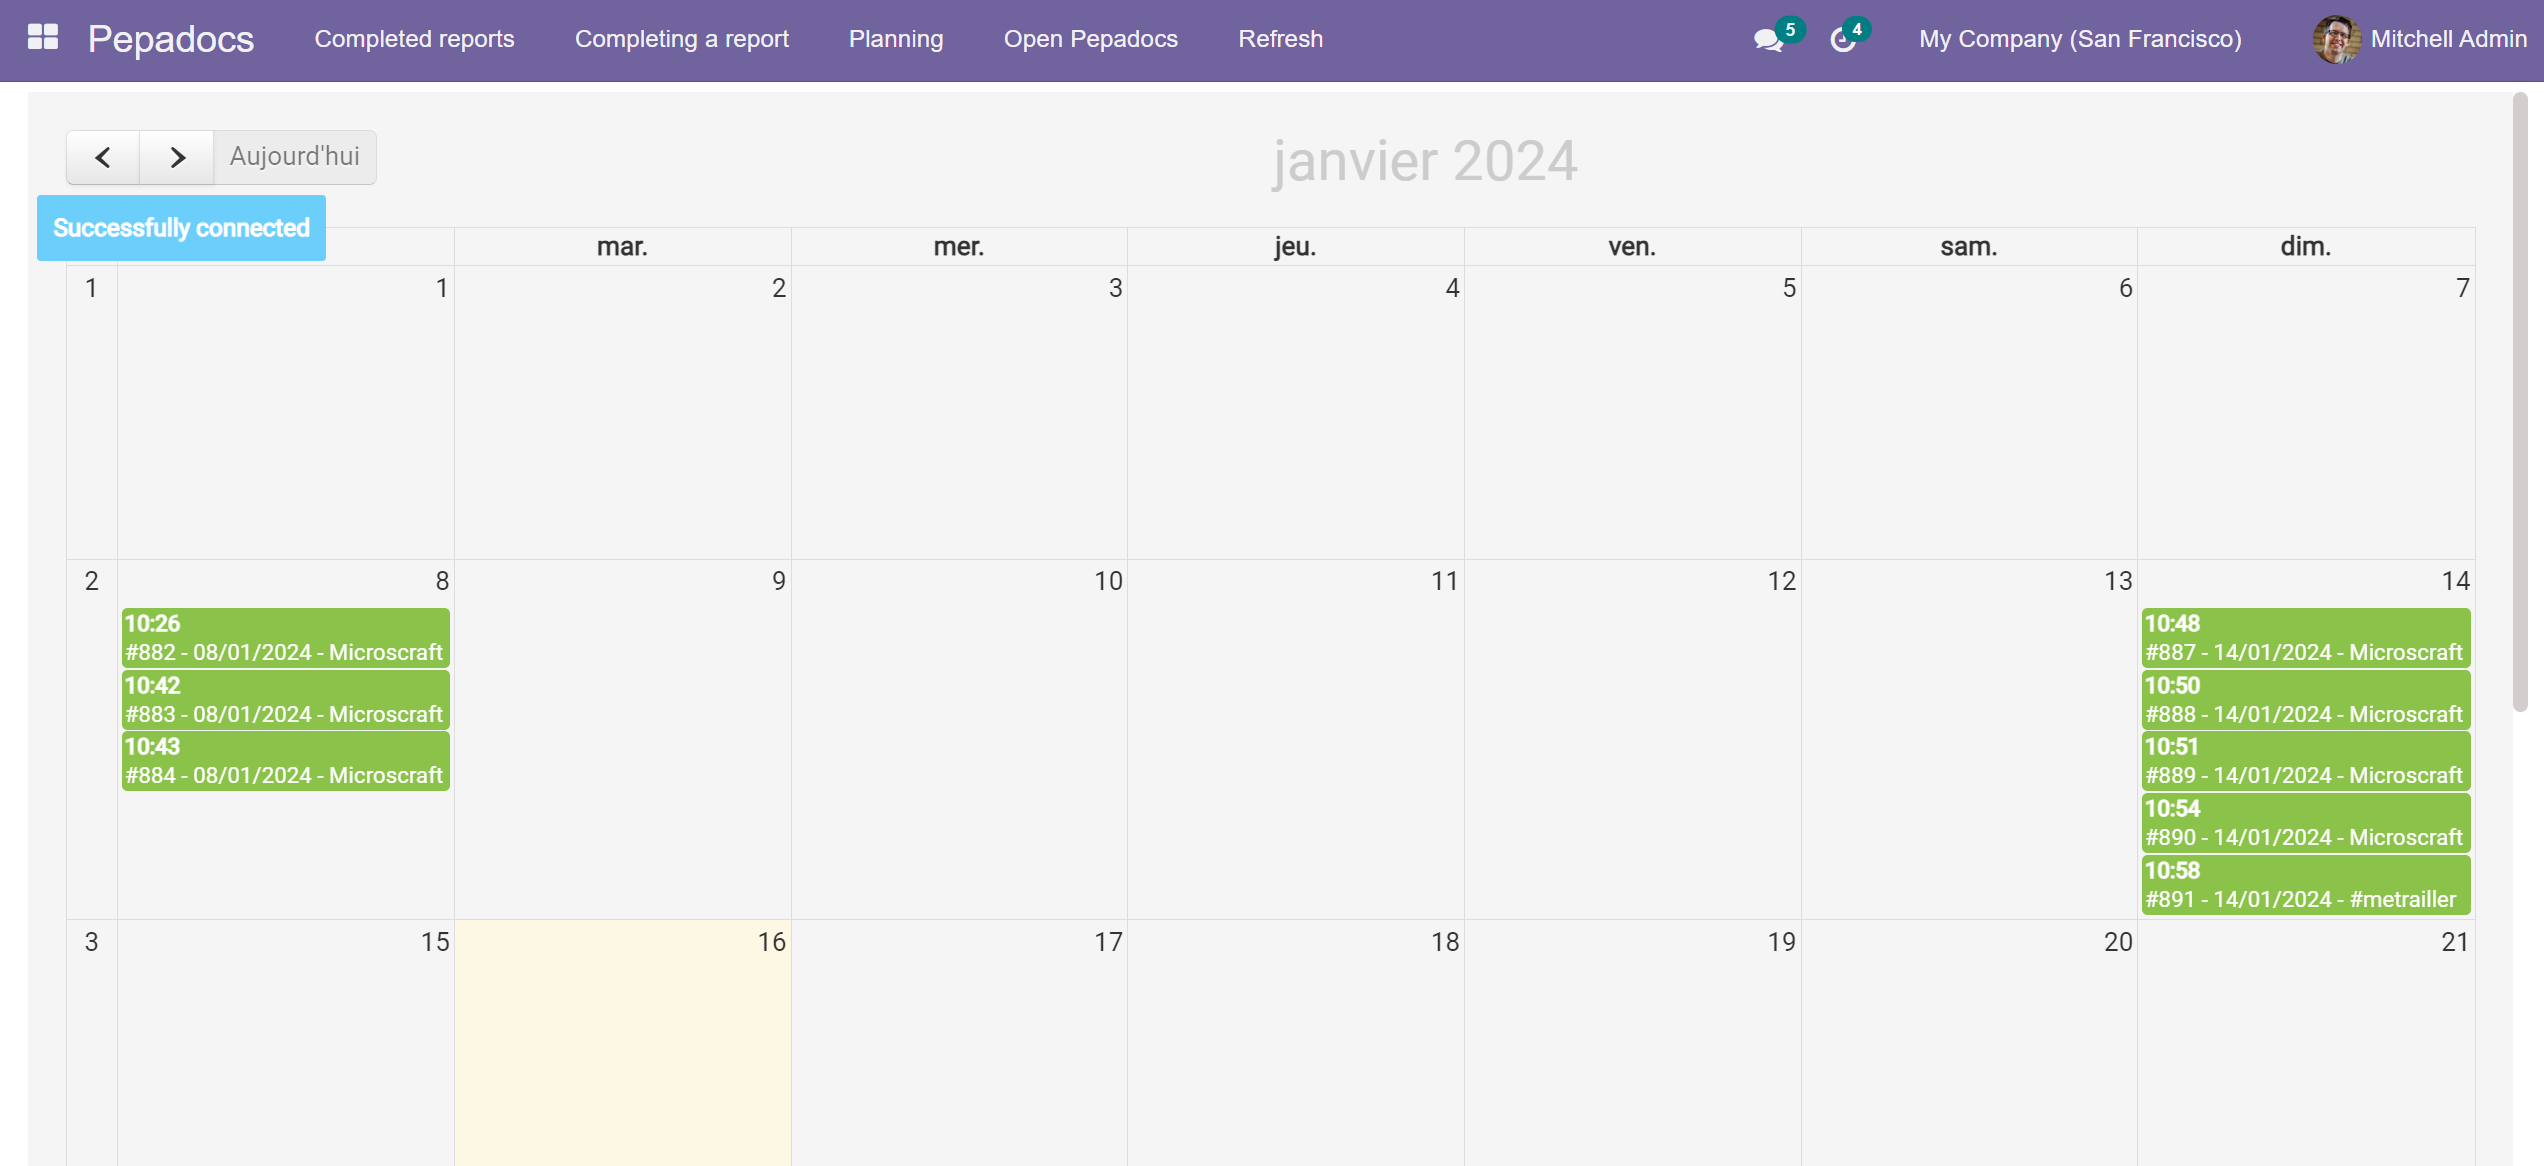 Pepadocs Completed reports Completing a report Planning Open Pepadocs Refresh 5 4 My Company (San Francisco) Mitchell Admin
Aujourd'hui janvier 2024
Successfully connected
mar. mer. jeu. ven. sam. dim.
1 1 2 3 4 5 6 7
2 8 9 10 11 12 13 14
10:26
#882 - 08/01/2024 - Microscraft
10:42
#883 - 08/01/2024 - Microscraft
10:43
#884 - 08/01/2024 - Microscraft
10:48
#887 - 14/01/2024 - Microscraft
10:50
#888 - 14/01/2024 - Microscraft
10:51
#889 - 14/01/2024 - Microscraft
10:54
#890 - 14/01/2024 - Microscraft
10:58
#891 - 14/01/2024 - #metrailler
3 15 16 17 18 19 20 21